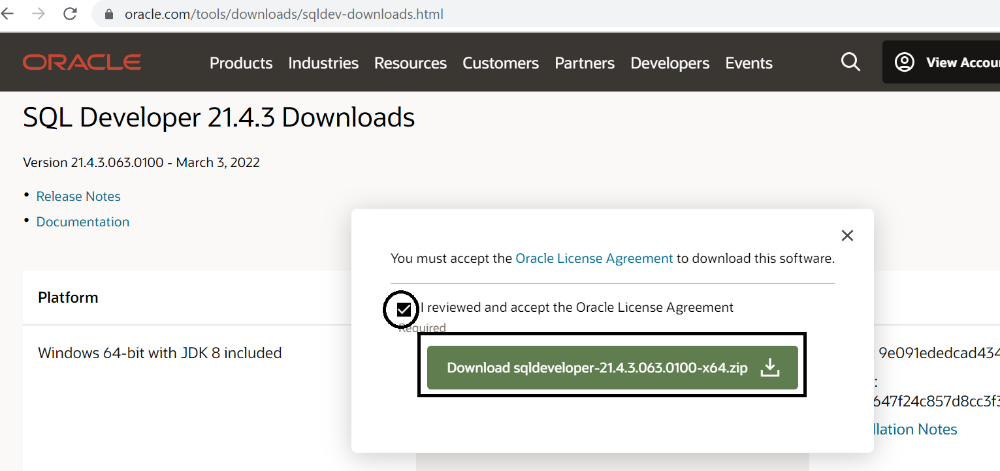 oracle.com/tools/downloads/sqldev-downloads.html
ORACLE Products Industries Resources Customers Partners Developers Events View
SQL Developer 21.4.3 Downloads
Version 21.4.3.063.0100 - March 3, 2022
• Release Notes
• Documentation
You must accept the Oracle License Agreement to download this software.
Platform
I reviewed and accept the Oracle License Agreement
Required
Windows 64-bit with JDK 8 included
: 9e091ededcad434
Download sqldeveloper-21.4.3.063.0100-x64.zip
:
647f24c857d8cc3f3
Notes